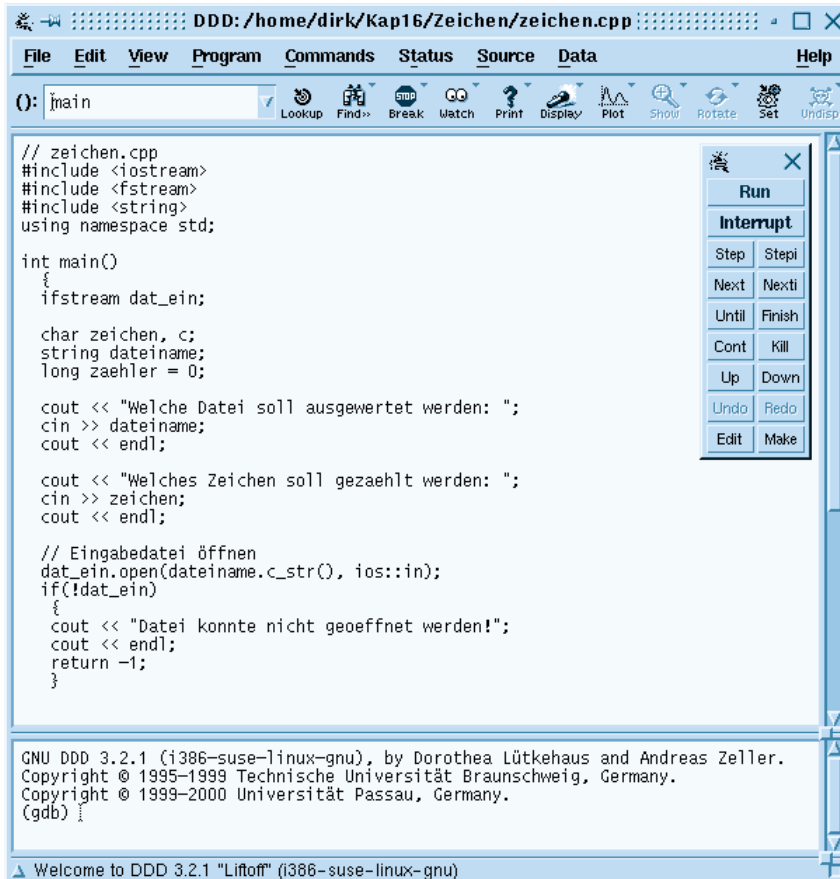 DDD: /home/dirk/Kap16/Zeichen/zeichen.cpp
File Edit View Program Commands Status Source Data Help
(): main Lookup Find» Break Watch Print Display Plot Show Rotate Set Undisp
STOP
// zeichen.cpp
#include <iostream>
#include <fstream>
#include <string>
using namespace std;
int main()
{
ifstream dat_ein;
char zeichen, c;
string dateiname;
long zaehler = 0;
cout << "Welche Datei soll ausgewertet werden: ";
cin >> dateiname;
cout << endl;
cout << "Welches Zeichen soll gezaehlt werden: ";
cin >> zeichen;
cout << endl;
// Eingabedatei öffnen
dat_ein.open(dateiname.c_str(), ios::in);
if(!dat_ein)
{
cout << "Datei konnte nicht geoeffnet werden!";
cout << endl;
return -1;
}
Run
Interrupt
Step Stepi
Next Nexti
Until Finish
Cont Kill
Up Down
Undo Redo
Edit Make
GNU DDD 3.2.1 (i386-suse-linux-gnu), by Dorothea Lütkehaus and Andreas Zeller.
Copyright © 1995-1999 Technische Universität Braunschweig, Germany.
Copyright © 1999-2000 Universität Passau, Germany.
(gdb)
Welcome to DDD 3.2.1 "Liftoff" (i386-suse-linux-gnu)